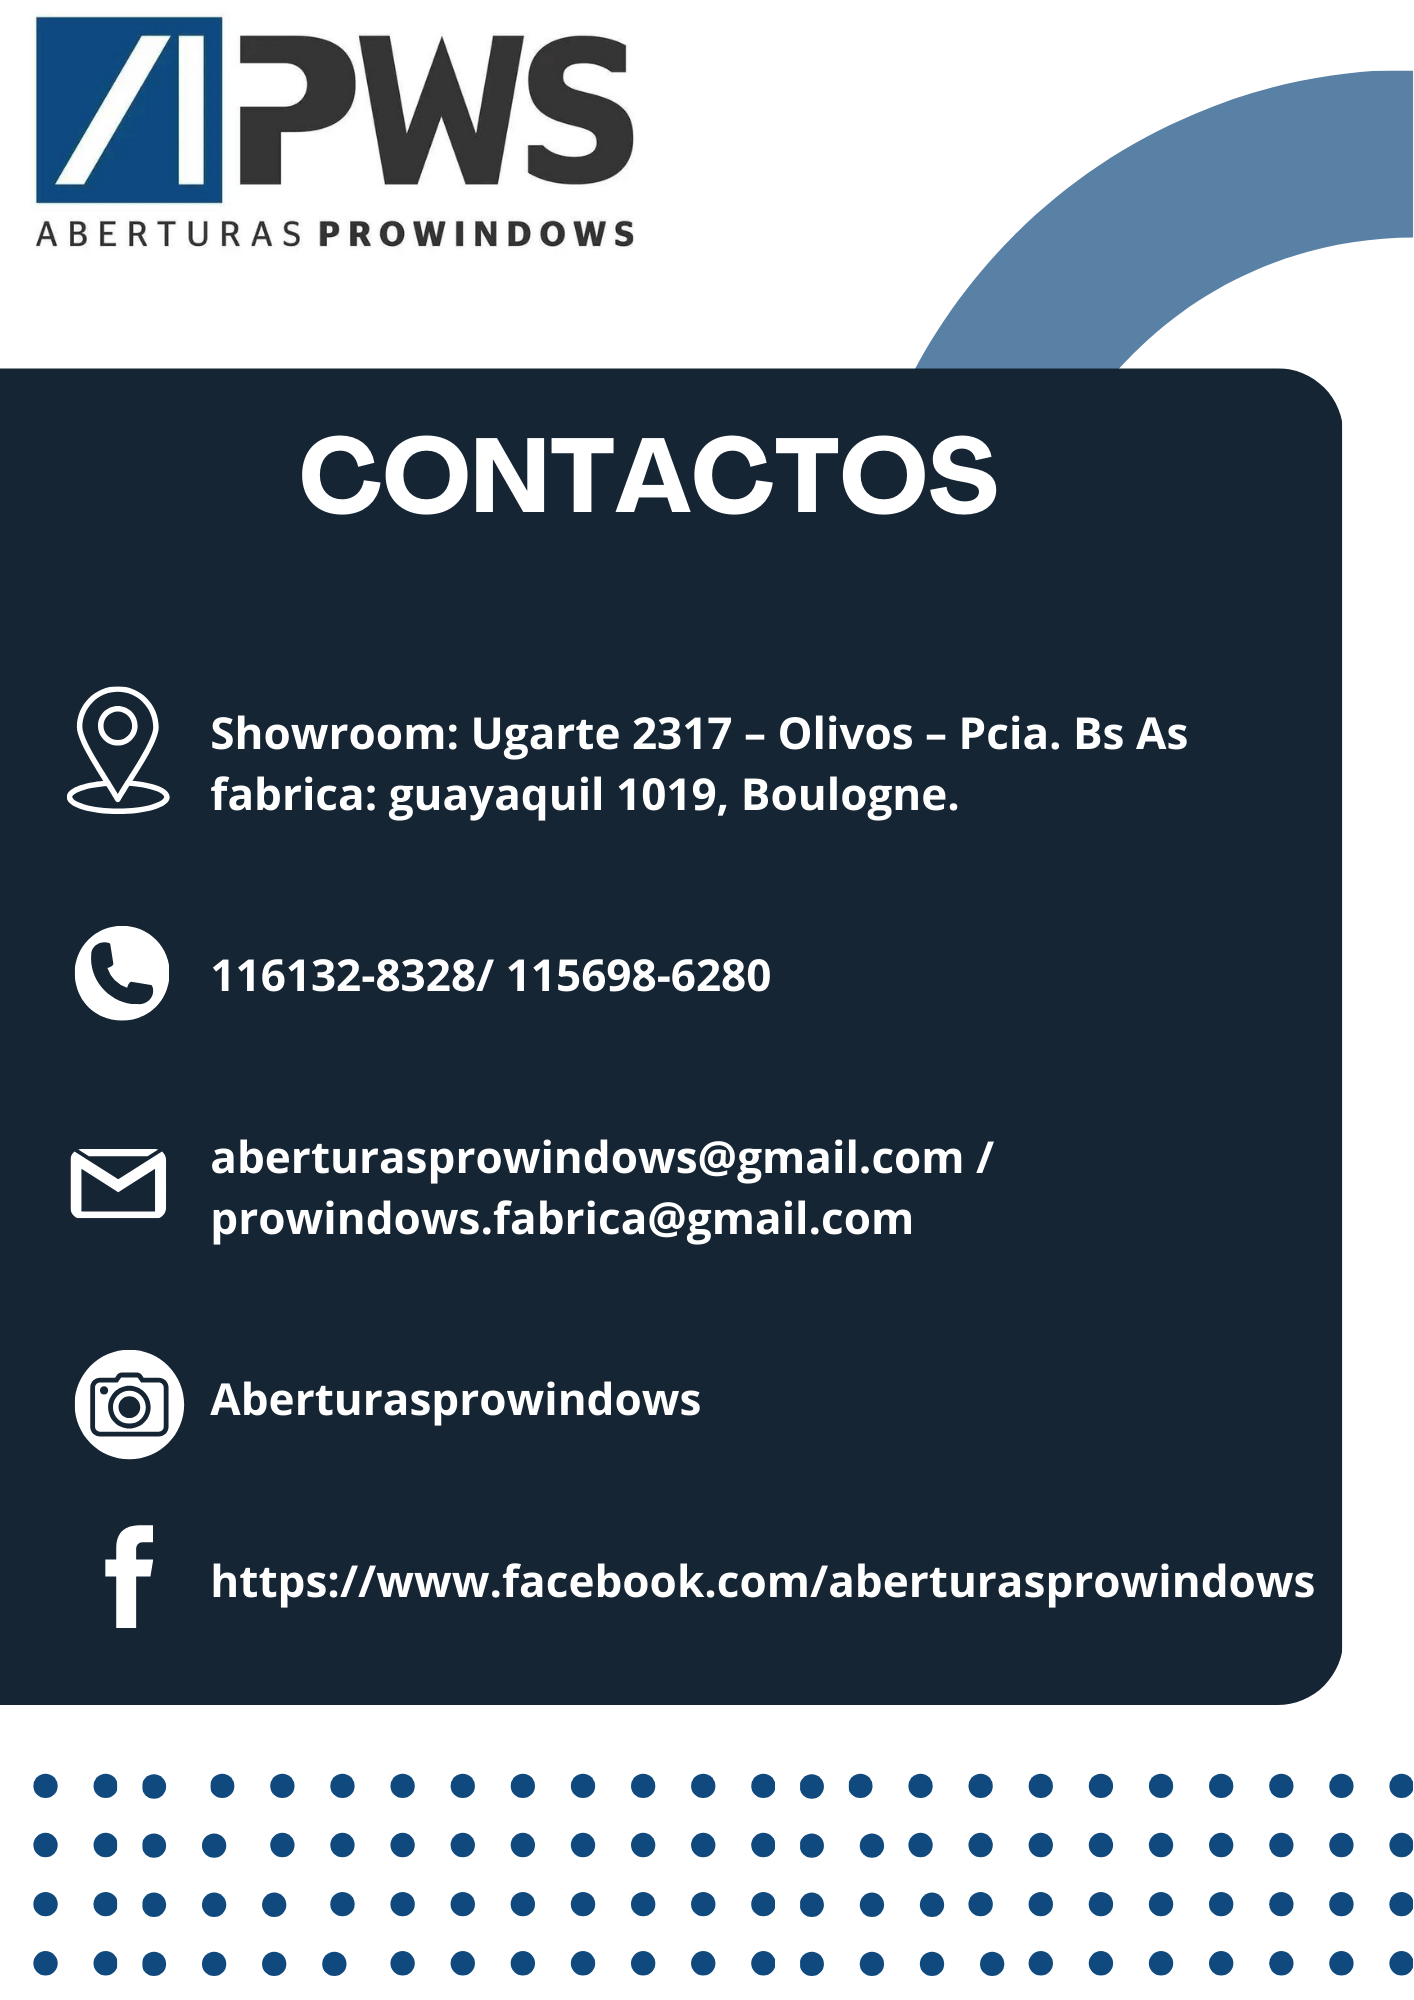 PWS
ABERTURAS PROWINDOWS
CONTACTOS
Showroom: Ugarte 2317 – Olivos – Pcia. Bs As
fabrica: guayaquil 1019, Boulogne.
116132-8328/ 115698-6280
aberturasprowindows@gmail.com /
prowindows.fabrica@gmail.com
Aberturasprowindows
https://www.facebook.com/aberturasprowindows